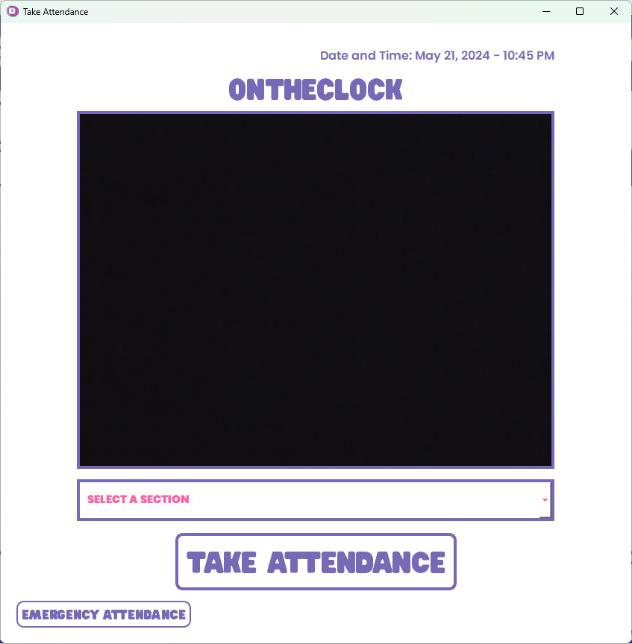 Take Attendance
Date and Time: May 21, 2024 - 10:45 PM
ONTHECLOCK
SELECT A SECTION
TAKE ATTENDANCE
EMERGENCY ATTENDANCE